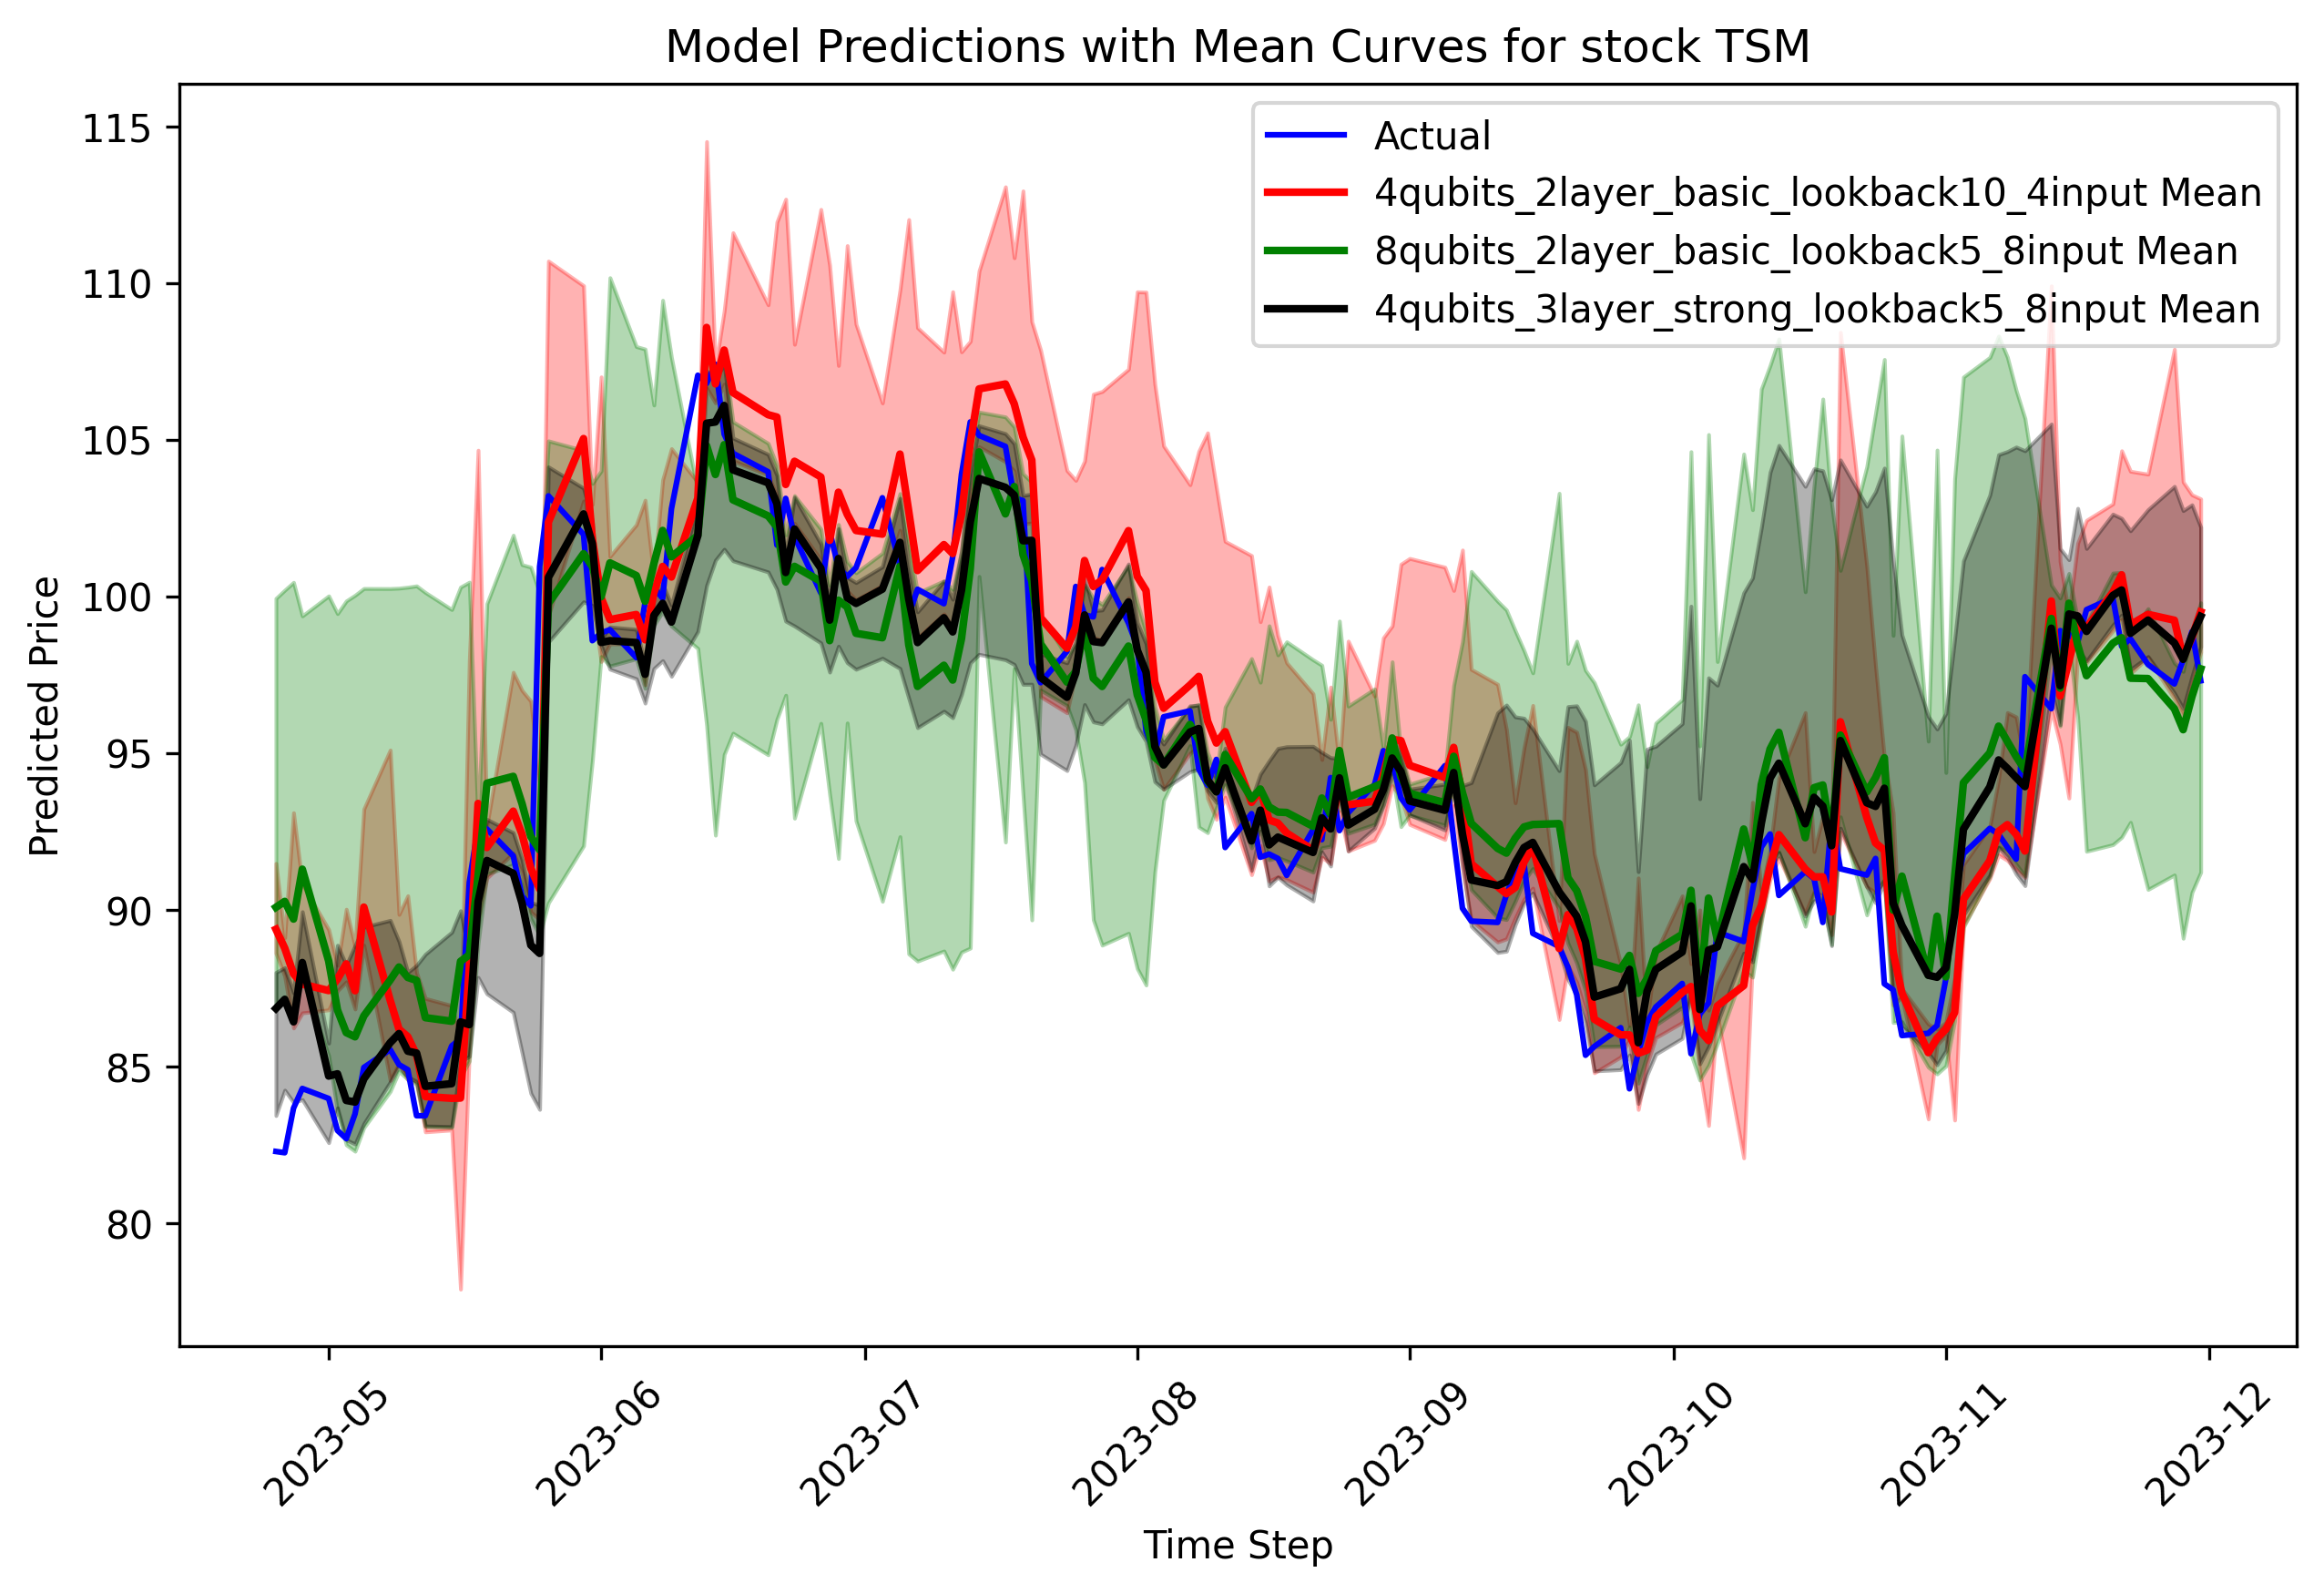 Model Predictions with Mean Curves for stock TSM
Actual
4qubits_2layer_basic_lookback10_4input Mean
8qubits_2layer_basic_lookback5_8input Mean
4qubits_3layer_strong_lookback5_8input Mean
Predicted Price
115
110
105
100
95
90
85
80
2023-05
2023-06
2023-07
2023-08
2023-09
2023-10
2023-11
2023-12
Time Step